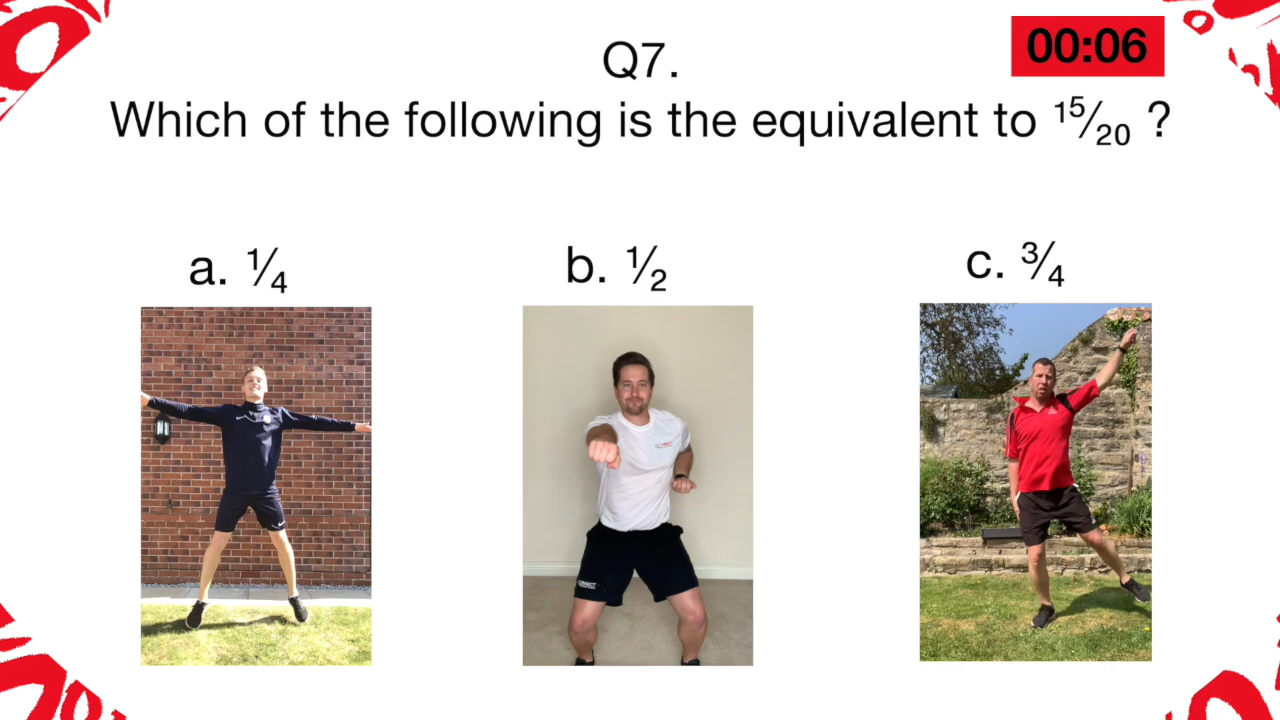 00:06
Q7.
Which of the following is the equivalent to 15/20 ?
a. 1/4
b. 1/2
c. 3/4